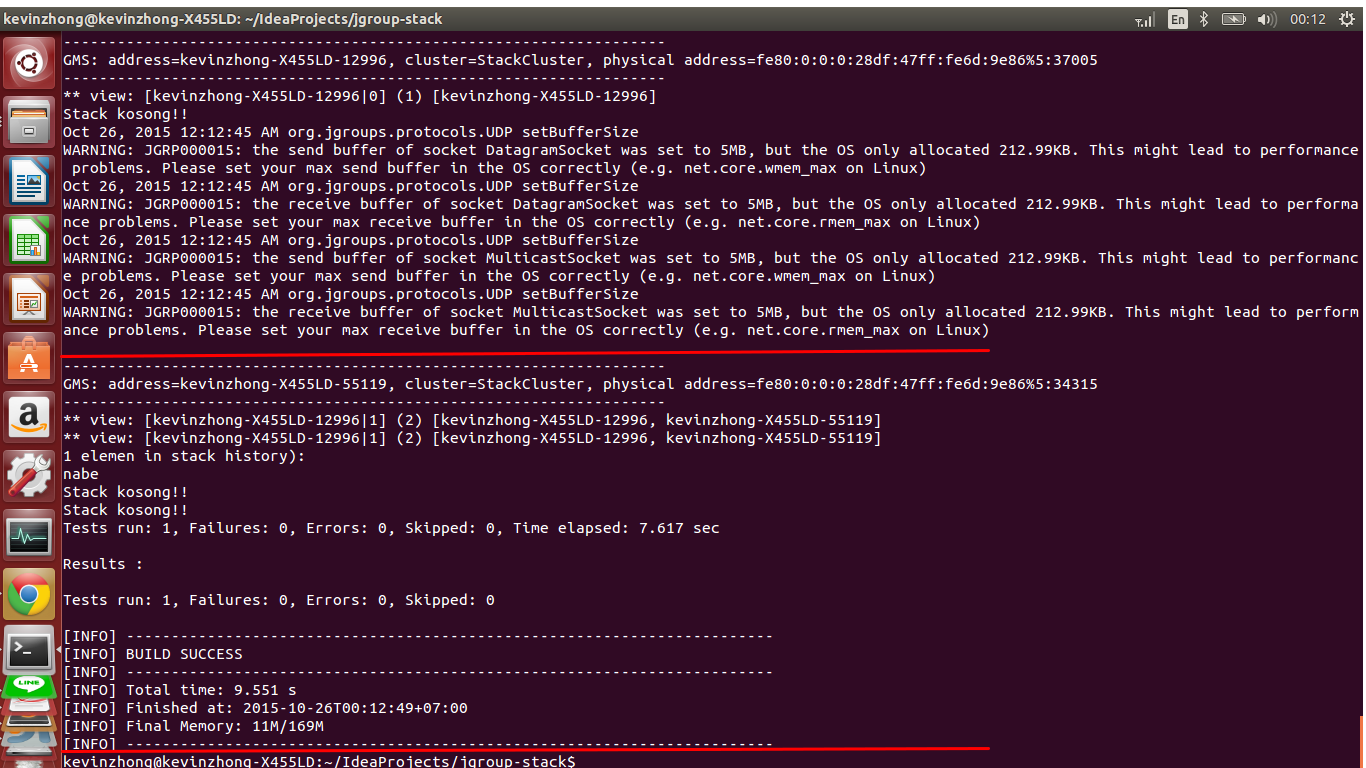 kevinzhong@kevinzhong-X455LD: ~/IdeaProjects/jgroup-stack
En
00:12
-------------------------------------------------------------------
GMS: address=kevinzhong-X455LD-12996, cluster=StackCluster, physical address=fe80:0:0:0:28df:47ff:fe6d:9e86%5:37005
-------------------------------------------------------------------
** view: [kevinzhong-X455LD-12996|0] (1) [kevinzhong-X455LD-12996]
Stack kosong!!
Oct 26, 2015 12:12:45 AM org.jgroups.protocols.UDP setBufferSize
WARNING: JGRP000015: the send buffer of socket DatagramSocket was set to 5MB, but the OS only allocated 212.99KB. This might lead to performance
 problems. Please set your max send buffer in the OS correctly (e.g. net.core.wmem_max on Linux)
Oct 26, 2015 12:12:45 AM org.jgroups.protocols.UDP setBufferSize
WARNING: JGRP000015: the receive buffer of socket DatagramSocket was set to 5MB, but the OS only allocated 212.99KB. This might lead to performa
nce problems. Please set your max receive buffer in the OS correctly (e.g. net.core.rmem_max on Linux)
Oct 26, 2015 12:12:45 AM org.jgroups.protocols.UDP setBufferSize
WARNING: JGRP000015: the send buffer of socket MulticastSocket was set to 5MB, but the OS only allocated 212.99KB. This might lead to performanc
e problems. Please set your max send buffer in the OS correctly (e.g. net.core.wmem_max on Linux)
Oct 26, 2015 12:12:45 AM org.jgroups.protocols.UDP setBufferSize
WARNING: JGRP000015: the receive buffer of socket MulticastSocket was set to 5MB, but the OS only allocated 212.99KB. This might lead to perform
ance problems. Please set your max receive buffer in the OS correctly (e.g. net.core.rmem_max on Linux)
-------------------------------------------------------------------
GMS: address=kevinzhong-X455LD-55119, cluster=StackCluster, physical address=fe80:0:0:0:28df:47ff:fe6d:9e86%5:34315
-------------------------------------------------------------------
** view: [kevinzhong-X455LD-12996|1] (2) [kevinzhong-X455LD-12996, kevinzhong-X455LD-55119]
** view: [kevinzhong-X455LD-12996|1] (2) [kevinzhong-X455LD-12996, kevinzhong-X455LD-55119]
1 elemen in stack history):
nabe
Stack kosong!!
Stack kosong!!
Tests run: 1, Failures: 0, Errors: 0, Skipped: 0, Time elapsed: 7.617 sec
Results :
Tests run: 1, Failures: 0, Errors: 0, Skipped: 0
[INFO] ------------------------------------------------------------------------
[INFO] BUILD SUCCESS
[INFO] ------------------------------------------------------------------------
[INFO] Total time: 9.551 s
[INFO] Finished at: 2015-10-26T00:12:49+07:00
[INFO] Final Memory: 11M/169M
[INFO] ------------------------------------------------------------------------
kevinzhong@kevinzhong-X455LD:~/IdeaProjects/jgroup-stack$
LINE